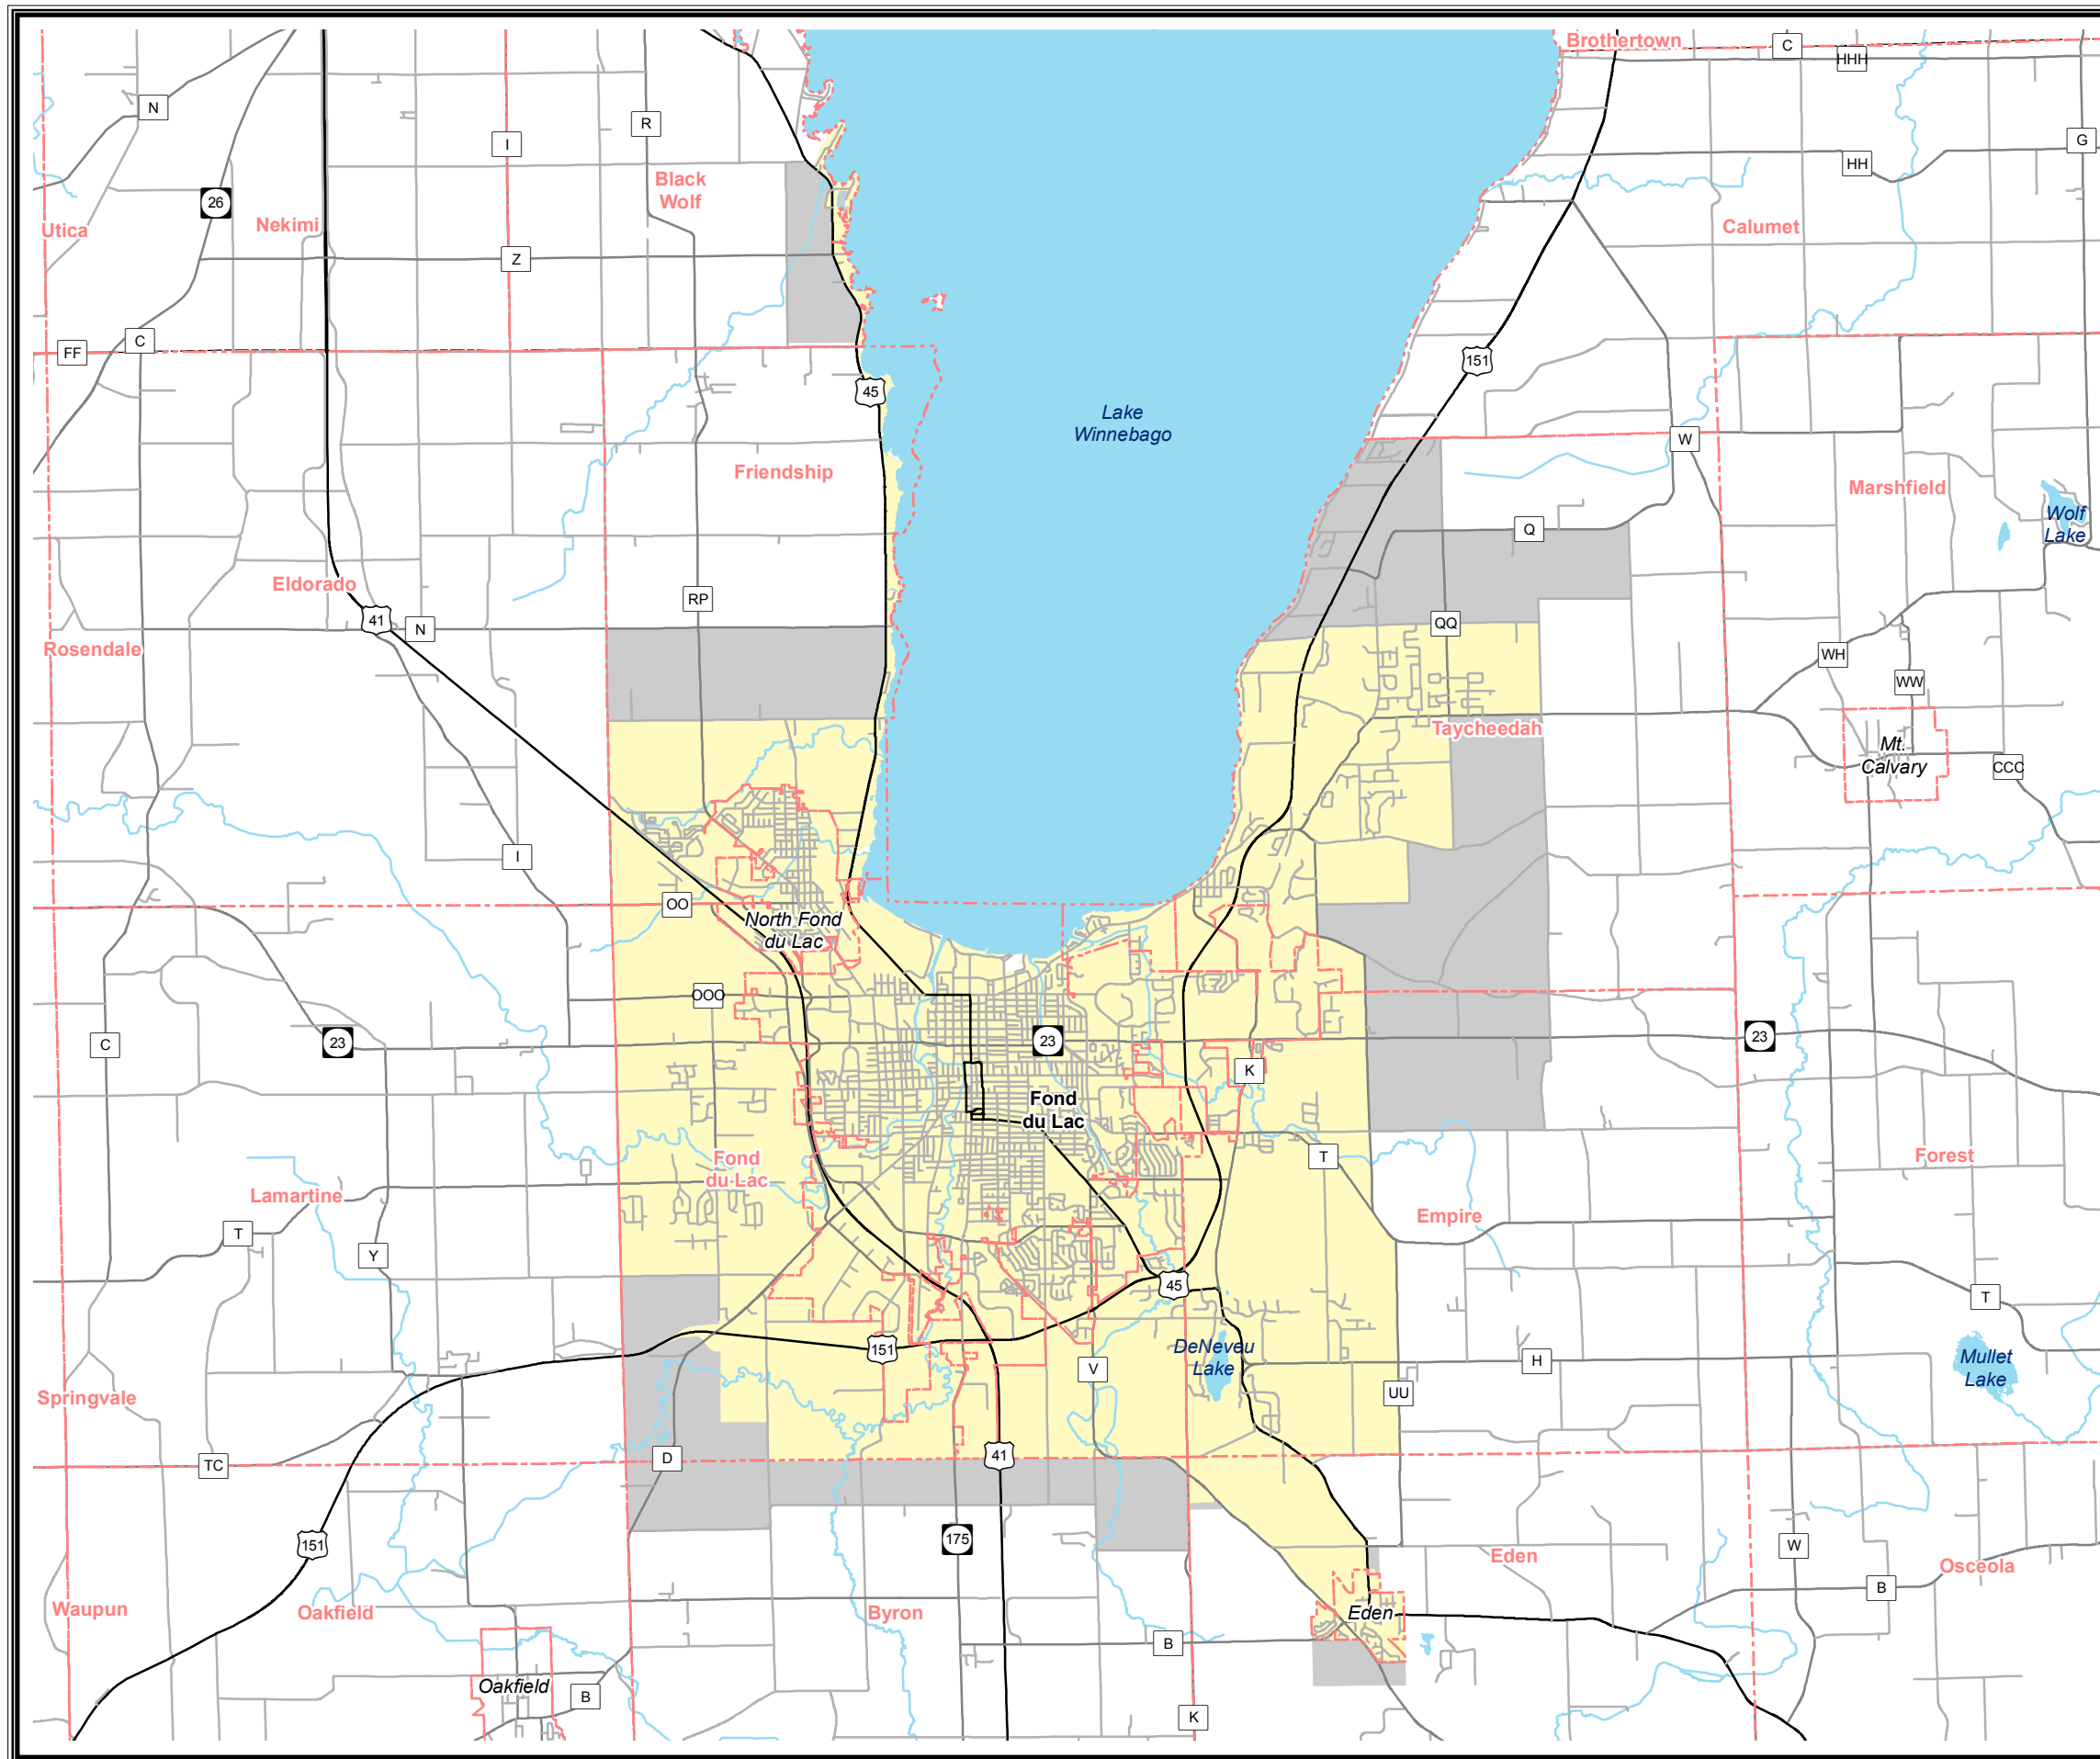 Brothertown
C
HHH
N
R
I
G
HH
Black
Wolf
26
Utica
Nekimi
Calumet
Z
C
FF
151
45
Lake
Winnebago
W
Friendship
Marshfield
Wolf
Lake
Q
Eldorado
RP
41
N
QQ
Rosendale
WH
WW
Taycheedah
Mt.
Calvary
CCC
I
OO
North Fond
du Lac
OOO
C
23
23
23
K
Fond
du Lac
T
Fond
du Lac
Forest
Lamartine
Empire
T
Y
45
T
151
DeNeveu
Lake
H
Mullet
Lake
V
UU
Springvale
TC
D
41
151
175
W
Eden
Osceola
B
Waupun
Oakfield
Byron
Eden
B
Oakfield
B
K